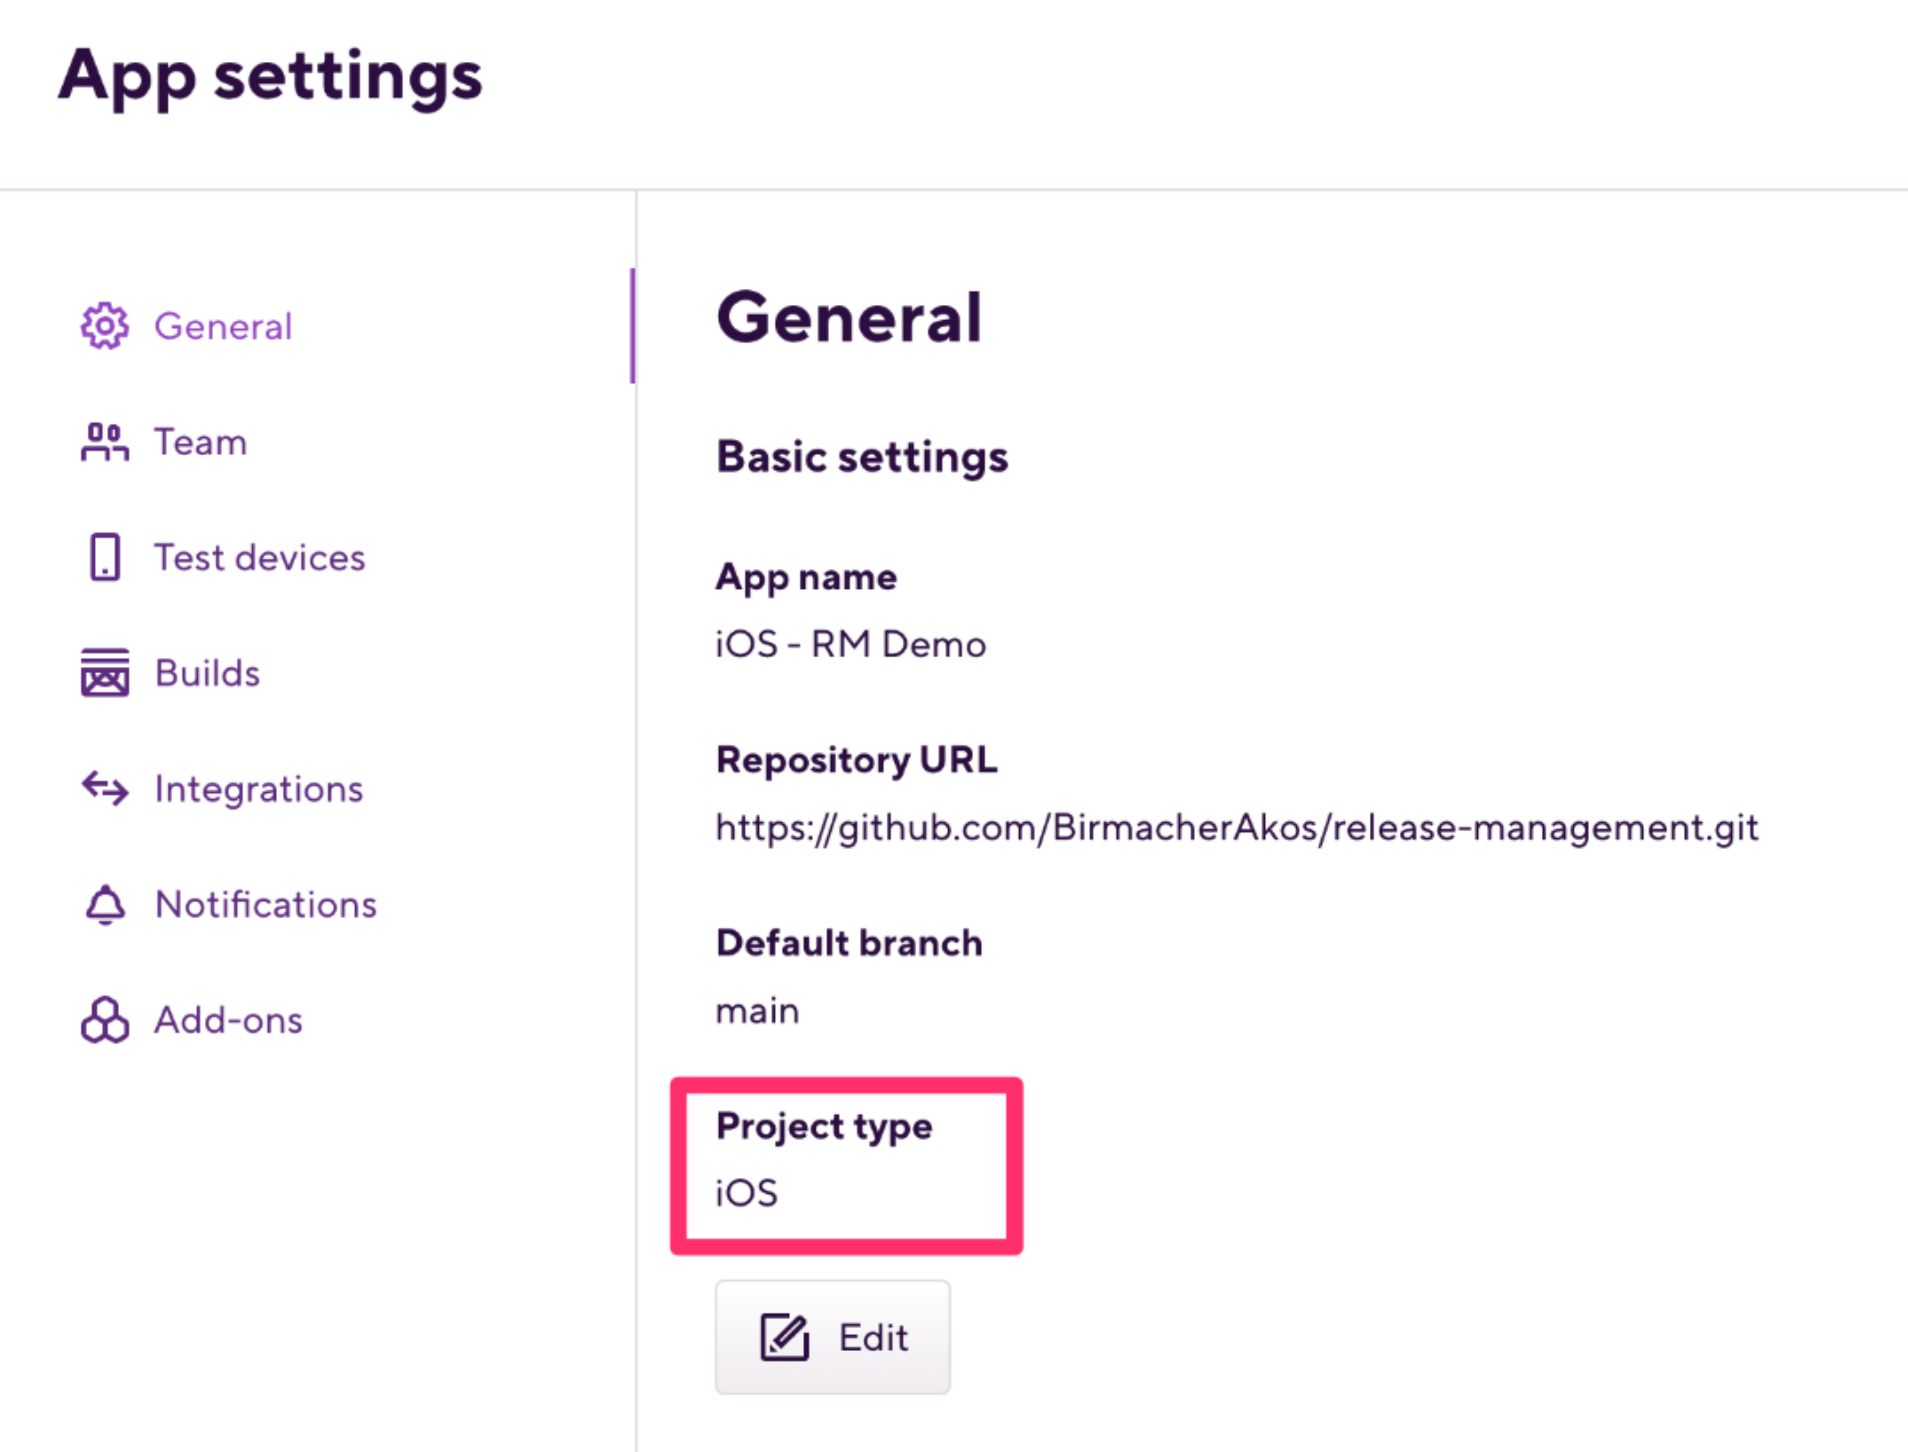 App settings
General
Team
Test devices
Builds
Integrations
Notifications
Add-ons
General
Basic settings
App name
iOS - RM Demo
Repository URL
https://github.com/BirmacherAkos/release-management.git
Default branch
main
Project type
iOS
Edit